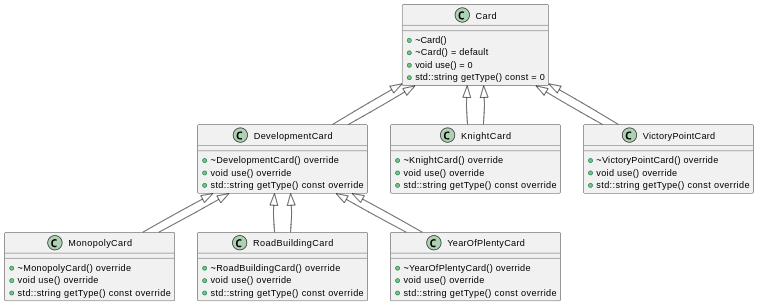 C Card
~Card()
~Card() = default
void use() = 0
std::string getType() const = 0
C DevelopmentCard
~DevelopmentCard() override
void use() override
std::string getType() const override
C KnightCard
~KnightCard() override
void use() override
std::string getType() const override
C VictoryPointCard
~VictoryPointCard() override
void use() override
std::string getType() const override
C MonopolyCard
~MonopolyCard() override
void use() override
std::string getType() const override
C RoadBuildingCard
~RoadBuildingCard() override
void use() override
std::string getType() const override
C YearOfPlentyCard
~YearOfPlentyCard() override
void use() override
std::string getType() const override